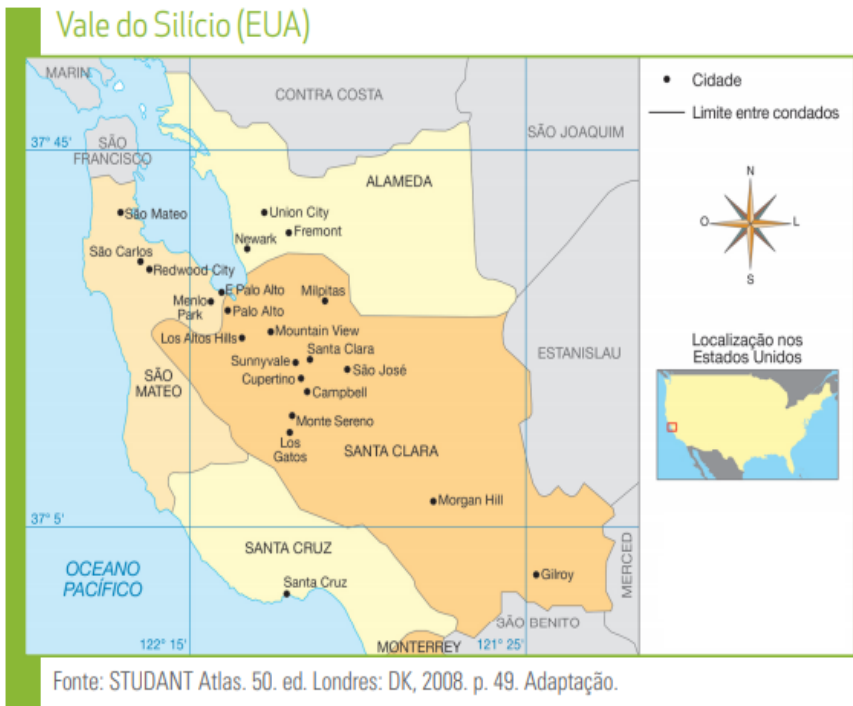 Vale do Silício (EUA)
MARIN
CONTRA COSTA
SÃO JOAQUIM
37° 45'
SÃO
FRANCISCO
ALAMEDA
São Mateo
Union City
Fremont
Newark
São Carlos
Redwood City
E Palo Alto
Milpitas
Menlo
Park
Palo Alto
Mountain View
Los Altos Hills
Santa Clara
Sunnyvale
São José
ESTANISLAU
Cupertino
SÃO
MATEO
Campbell
Monte Sereno
Los
Gatos
SANTA CLARA
Morgan Hill
37° 5'
SANTA CRUZ
OCEANO
PACÍFICO
Santa Cruz
Gilroy
MERCED
SÃO BENITO
122° 15'
MONTERREY
121° 25'
Cidade
Limite entre condados
N
O
L
S
Localização nos
Estados Unidos
Fonte: STUDANT Atlas. 50. ed. Londres: DK, 2008. p. 49. Adaptação.